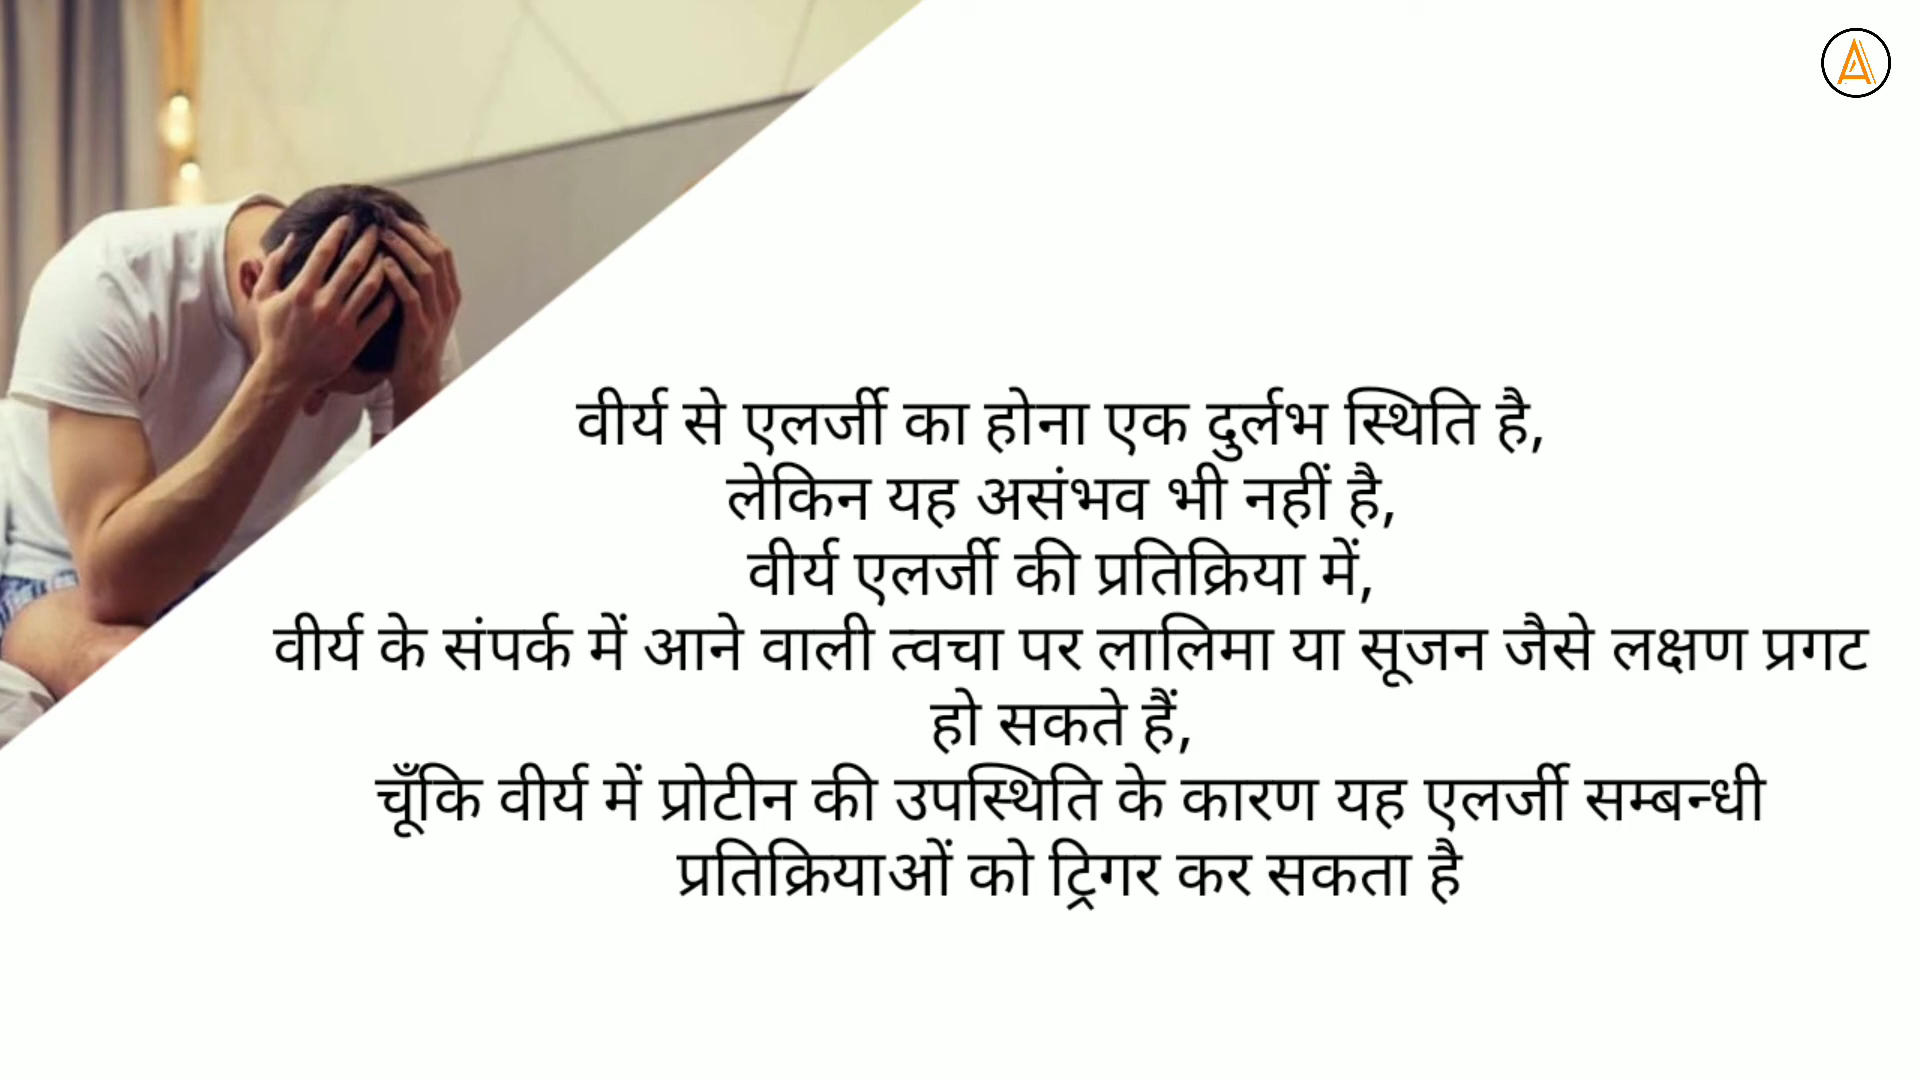 वीर्य से एलर्जी का होना एक दुर्लभ स्थिति है,
लेकिन यह असंभव भी नहीं है,
वीर्य एलर्जी की प्रतिक्रिया में,
वीर्य के संपर्क में आने वाली त्वचा पर लालिमा या सूजन जैसे लक्षण प्रगट
हो सकते हैं,
चूँकि वीर्य में प्रोटीन की उपस्थिति के कारण यह एलर्जी सम्बन्धी
प्रतिक्रियाओं को ट्रिगर कर सकता है